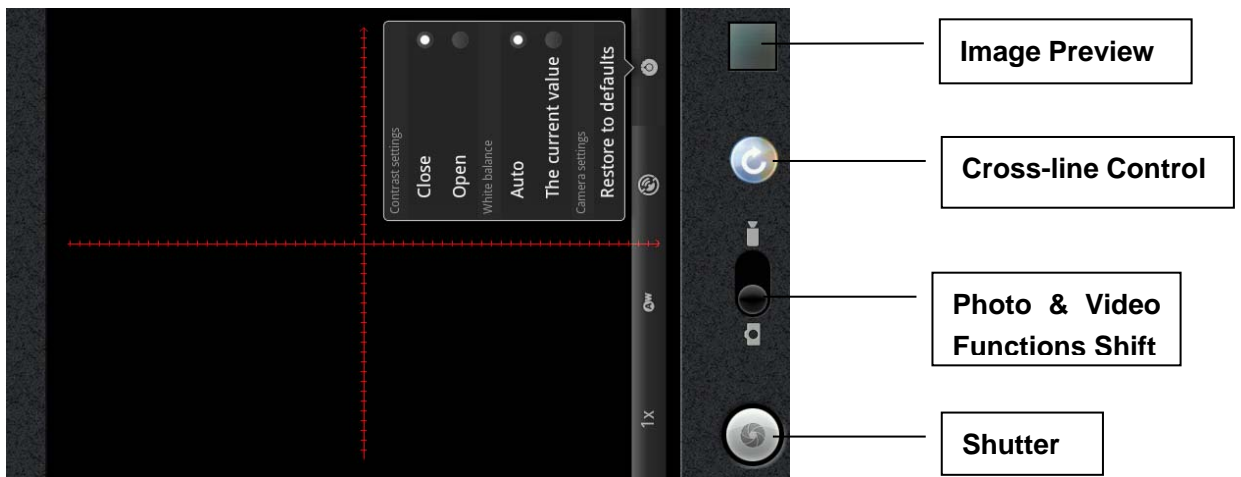 Contrast settings
Close
Open
White balance
Auto
The current value
Camera settings
Restore to defaults
1x
AW
Image Preview
Cross-line Control
Photo & Video
Functions Shift
Shutter